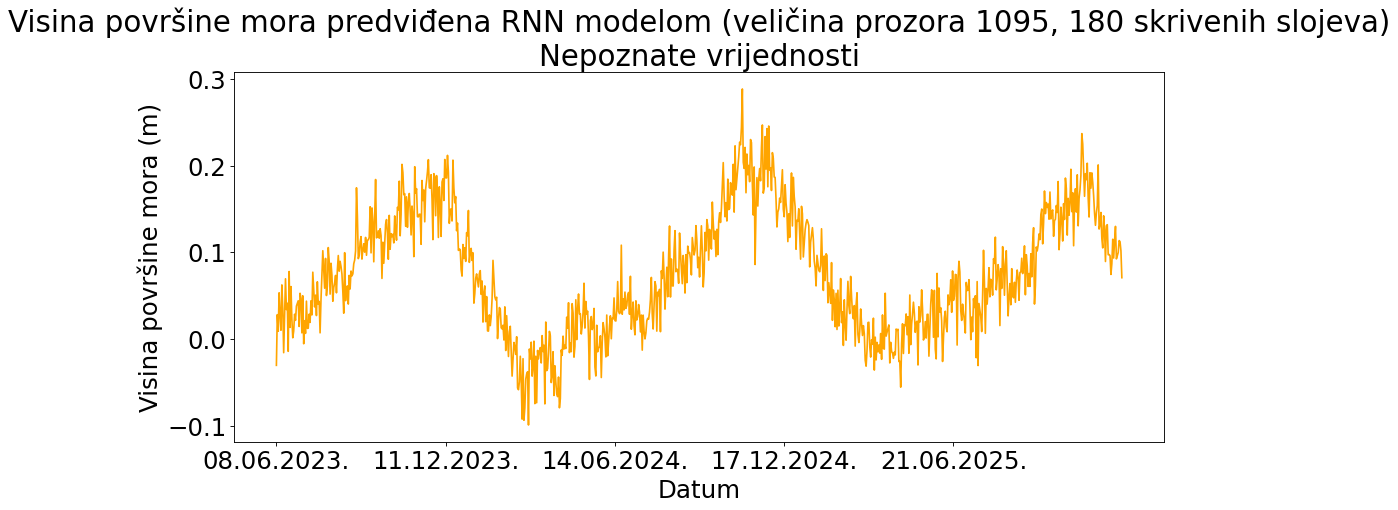 Visina površine mora predviđena RNN modelom (veličina prozora 1095, 180 skrivenih slojeva)
Nepoznate vrijednosti
Visina površine mora (m)
0.3
0.2
0.1
0.0
−0.1
08.06.2023. 11.12.2023. 14.06.2024. 17.12.2024. 21.06.2025.
Datum